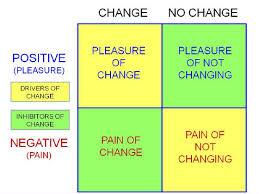 CHANGE NO CHANGE
POSITIVE
(PLEASURE)
PLEASURE
OF
CHANGE
PLEASURE
OF NOT
CHANGING
DRIVERS OF
CHANGE
INHIBITORS OF
CHANGE
NEGATIVE
(PAIN)
PAIN OF
CHANGE
PAIN OF
NOT
CHANGING